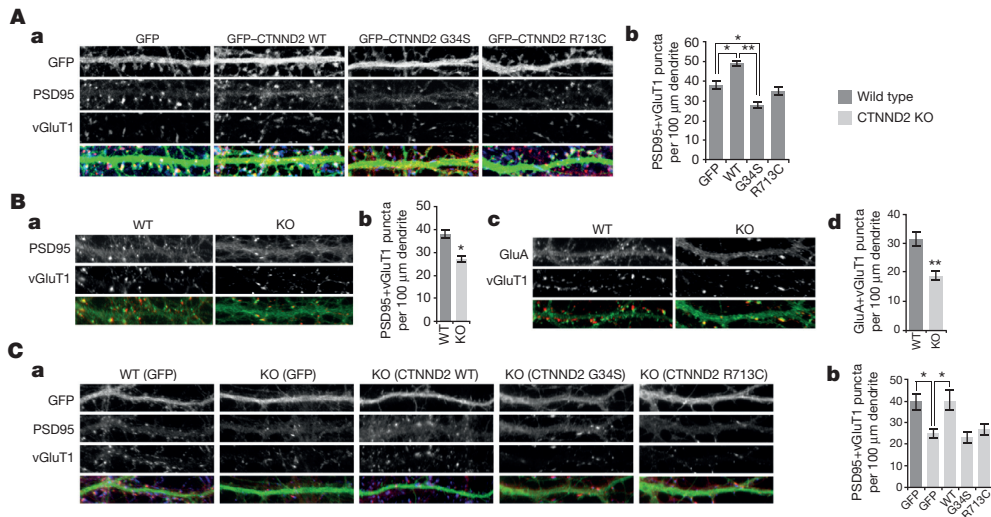 A
a
GFP
GFP–CTNND2 WT
GFP–CTNND2 G34S
GFP–CTNND2 R713C
GFP
PSD95
vGluT1
b
PSD95+vGluT1 puncta
per 100 μm dendrite
60
50
40
30
20
10
0
*
* **
GFP
WT
G34S
R713C
Wild type
CTNND2 KO
B
a
WT
KO
PSD95
vGluT1
b
PSD95+vGluT1 puncta
per 100 μm dendrite
50
40
30
20
10
0
*
WT
KO
c
WT
KO
GluA
vGluT1
d
GluA+vGluT1 puncta
per 100 μm dendrite
40
30
20
10
0
**
WT
KO
C
a
WT (GFP)
KO (GFP)
KO (CTNND2 WT)
KO (CTNND2 G34S)
KO (CTNND2 R713C)
GFP
PSD95
vGluT1
b
PSD95+vGluT1 puncta
per 100 μm dendrite
50
40
30
20
10
0
* *
GFP
GFP
WT
G34S
R713C